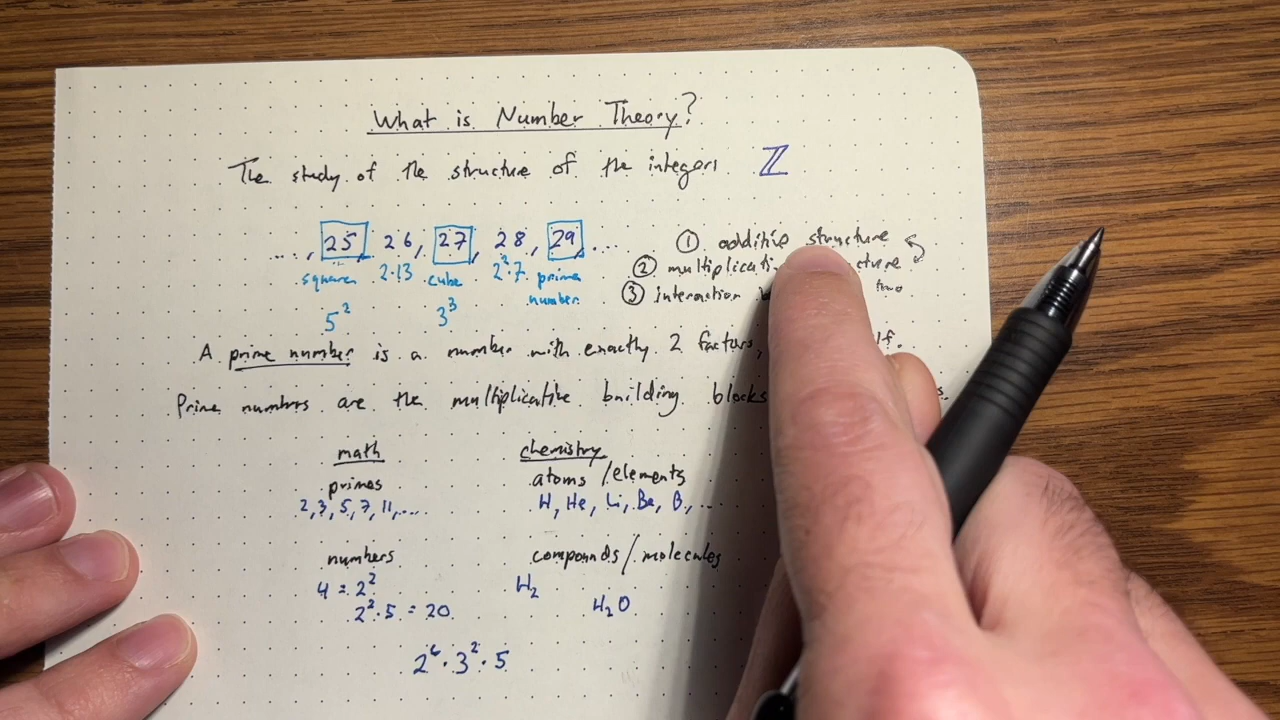 What is Number Theory?
The study of the structure of the integers ℤ
..., 25, 26, 27, 28, 29, ...
square 2·13 cube 2²·7 prime number
5² 3³
① additive structure
②
③ interaction two
A prime number is a number with exactly 2 factors,
Prime numbers are the multiplicative building blocks
math chemistry
primes atoms/elements
2, 3, 5, 7, 11, ... H, He, Li, Be, B, ...
numbers compounds/molecules
4 = 2² H₂
2²·5 = 20 H₂O
2⁶·3²·5